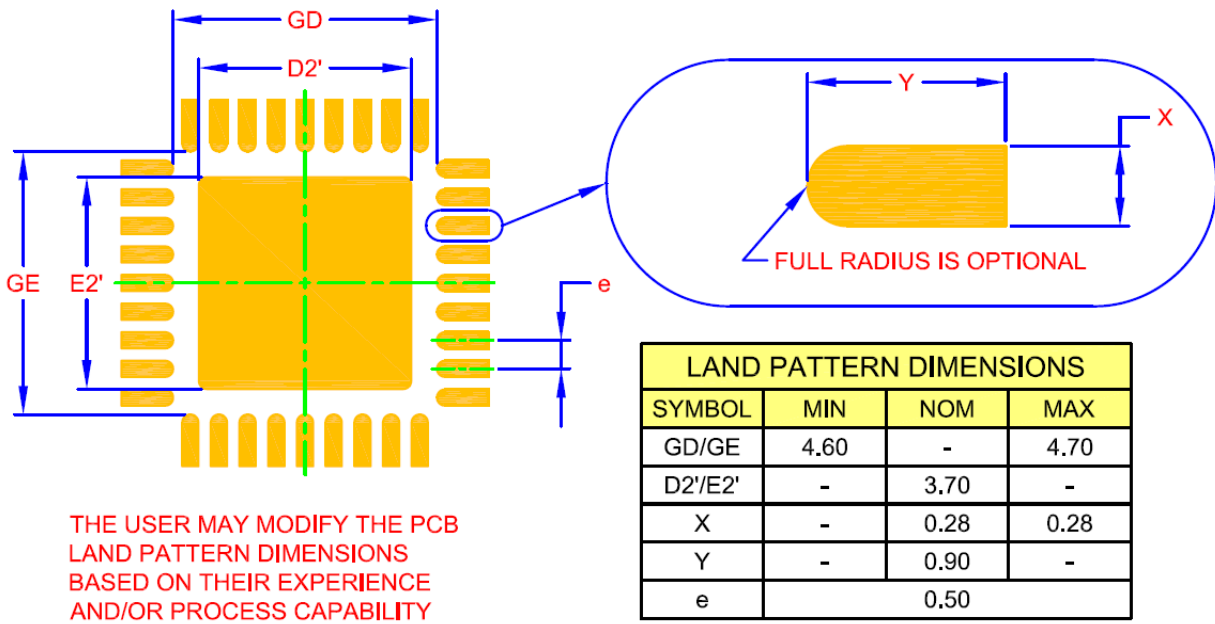 GD
D2'
GE
E2'
e
Y
X
FULL RADIUS IS OPTIONAL
THE USER MAY MODIFY THE PCB
LAND PATTERN DIMENSIONS
BASED ON THEIR EXPERIENCE
AND/OR PROCESS CAPABILITY
LAND PATTERN DIMENSIONS
SYMBOL MIN NOM MAX
GD/GE 4.60 - 4.70
D2'/E2' - 3.70 -
X - 0.28 0.28
Y - 0.90 -
e 0.50